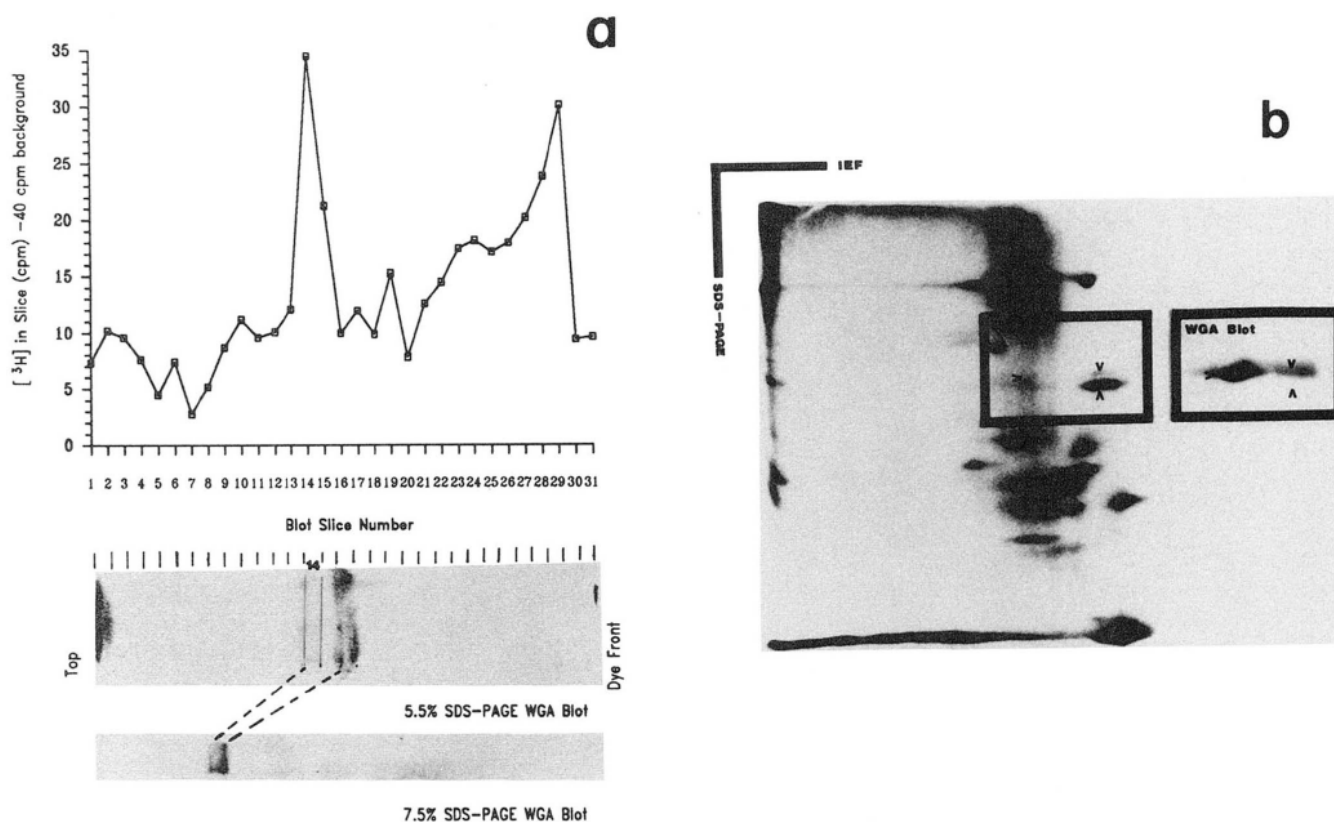 a
[ ³H] in Slice (cpm) -40 cpm background
35
30
25
20
15
10
5
0
1 2 3 4 5 6 7 8 9 10 11 12 13 14 15 16 17 18 19 20 21 22 23 24 25 26 27 28 29 30 31
Blot Slice Number
14
Top
Dye Front
5.5% SDS-PAGE WGA Blot
7.5% SDS-PAGE WGA Blot
b
IEF
SDS-PAGE
WGA Blot